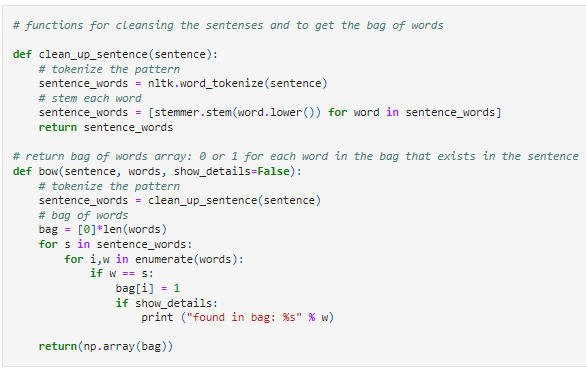 # functions for cleansing the sentenses and to get the bag of words

def clean_up_sentence(sentence):
    # tokenize the pattern
    sentence_words = nltk.word_tokenize(sentence)
    # stem each word
    sentence_words = [stemmer.stem(word.lower()) for word in sentence_words]
    return sentence_words

# return bag of words array: 0 or 1 for each word in the bag that exists in the sentence
def bow(sentence, words, show_details=False):
    # tokenize the pattern
    sentence_words = clean_up_sentence(sentence)
    # bag of words
    bag = [0]*len(words)
    for s in sentence_words:
        for i,w in enumerate(words):
            if w == s:
                bag[i] = 1
                if show_details:
                    print ("found in bag: %s" % w)

    return(np.array(bag))